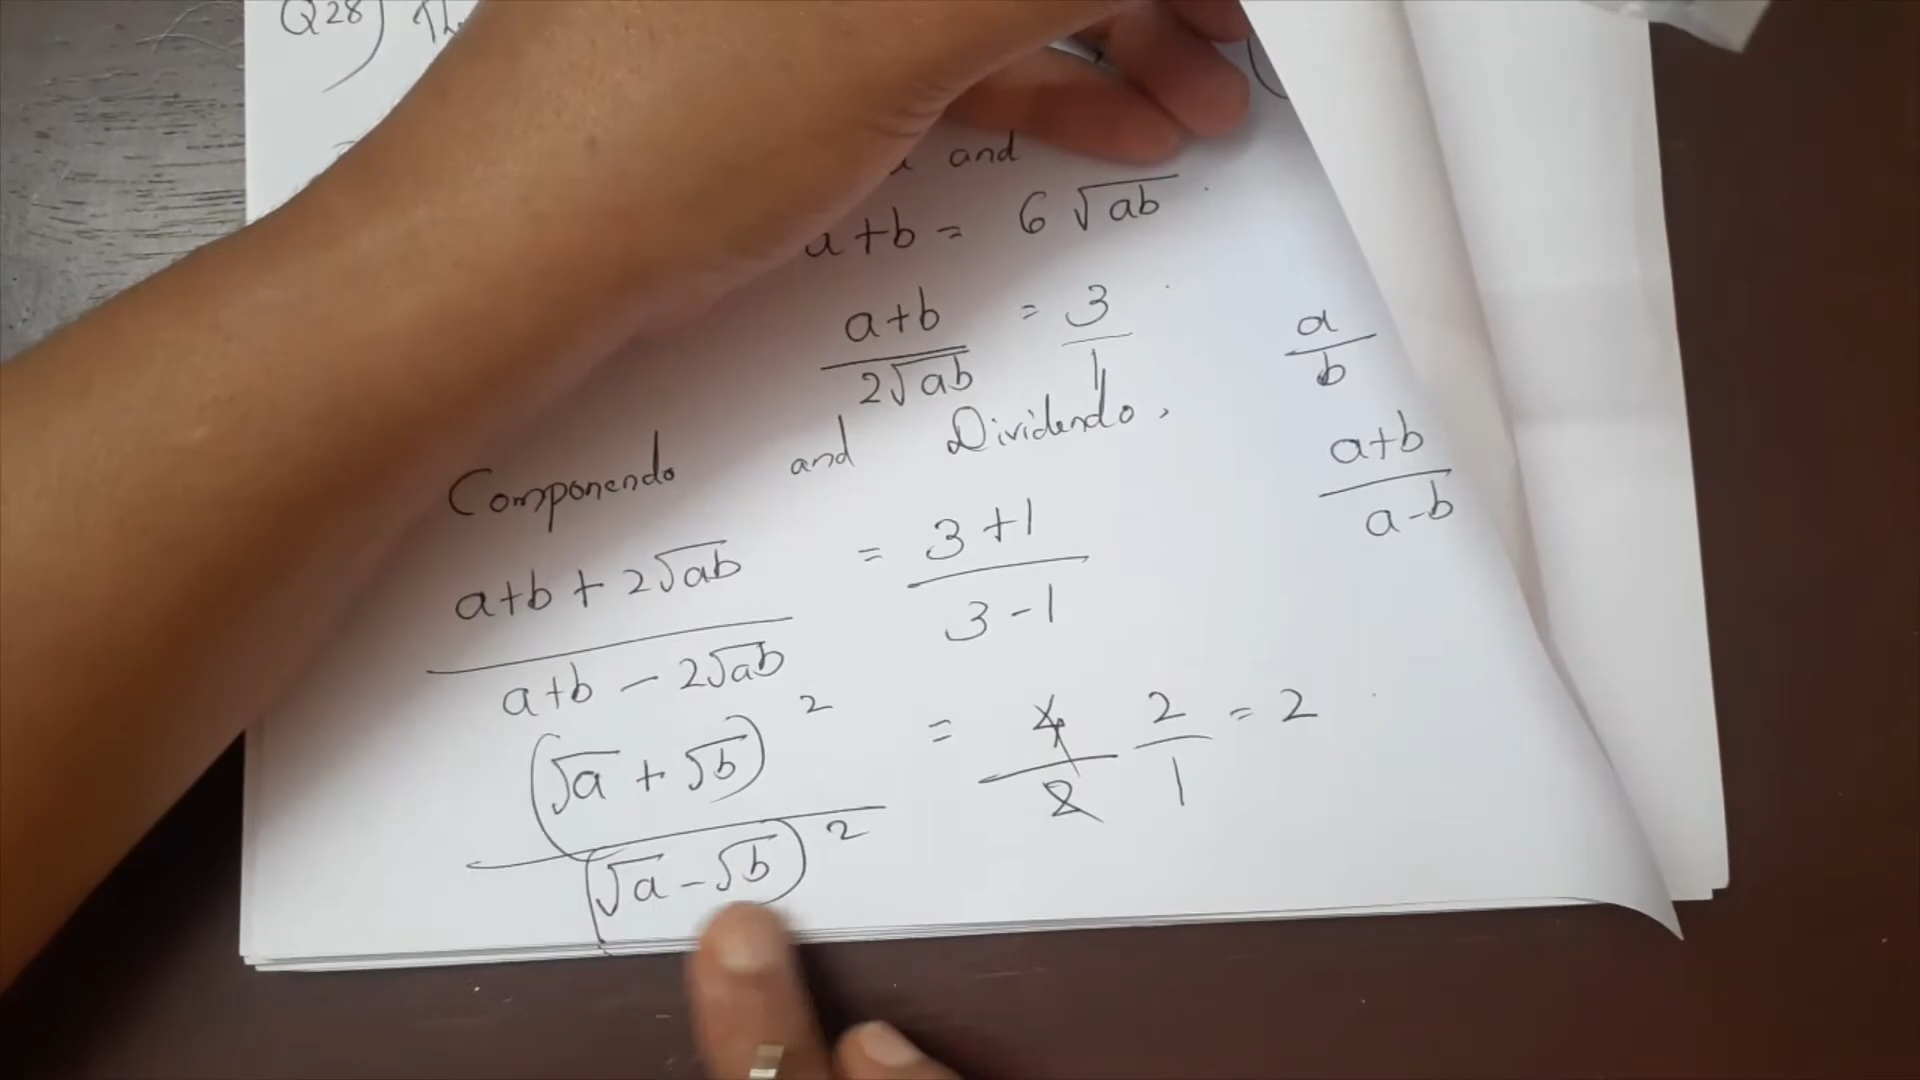 Q28)
and
a+b = 6√ab
a+b = 3
2√ab 1
a
b
Componendo and Dividendo,
a+b
a-b
a+b + 2√ab = 3+1
a+b - 2√ab 3-1
(√a + √b)² = 4 2 = 2
(√a - √b)² 2 1